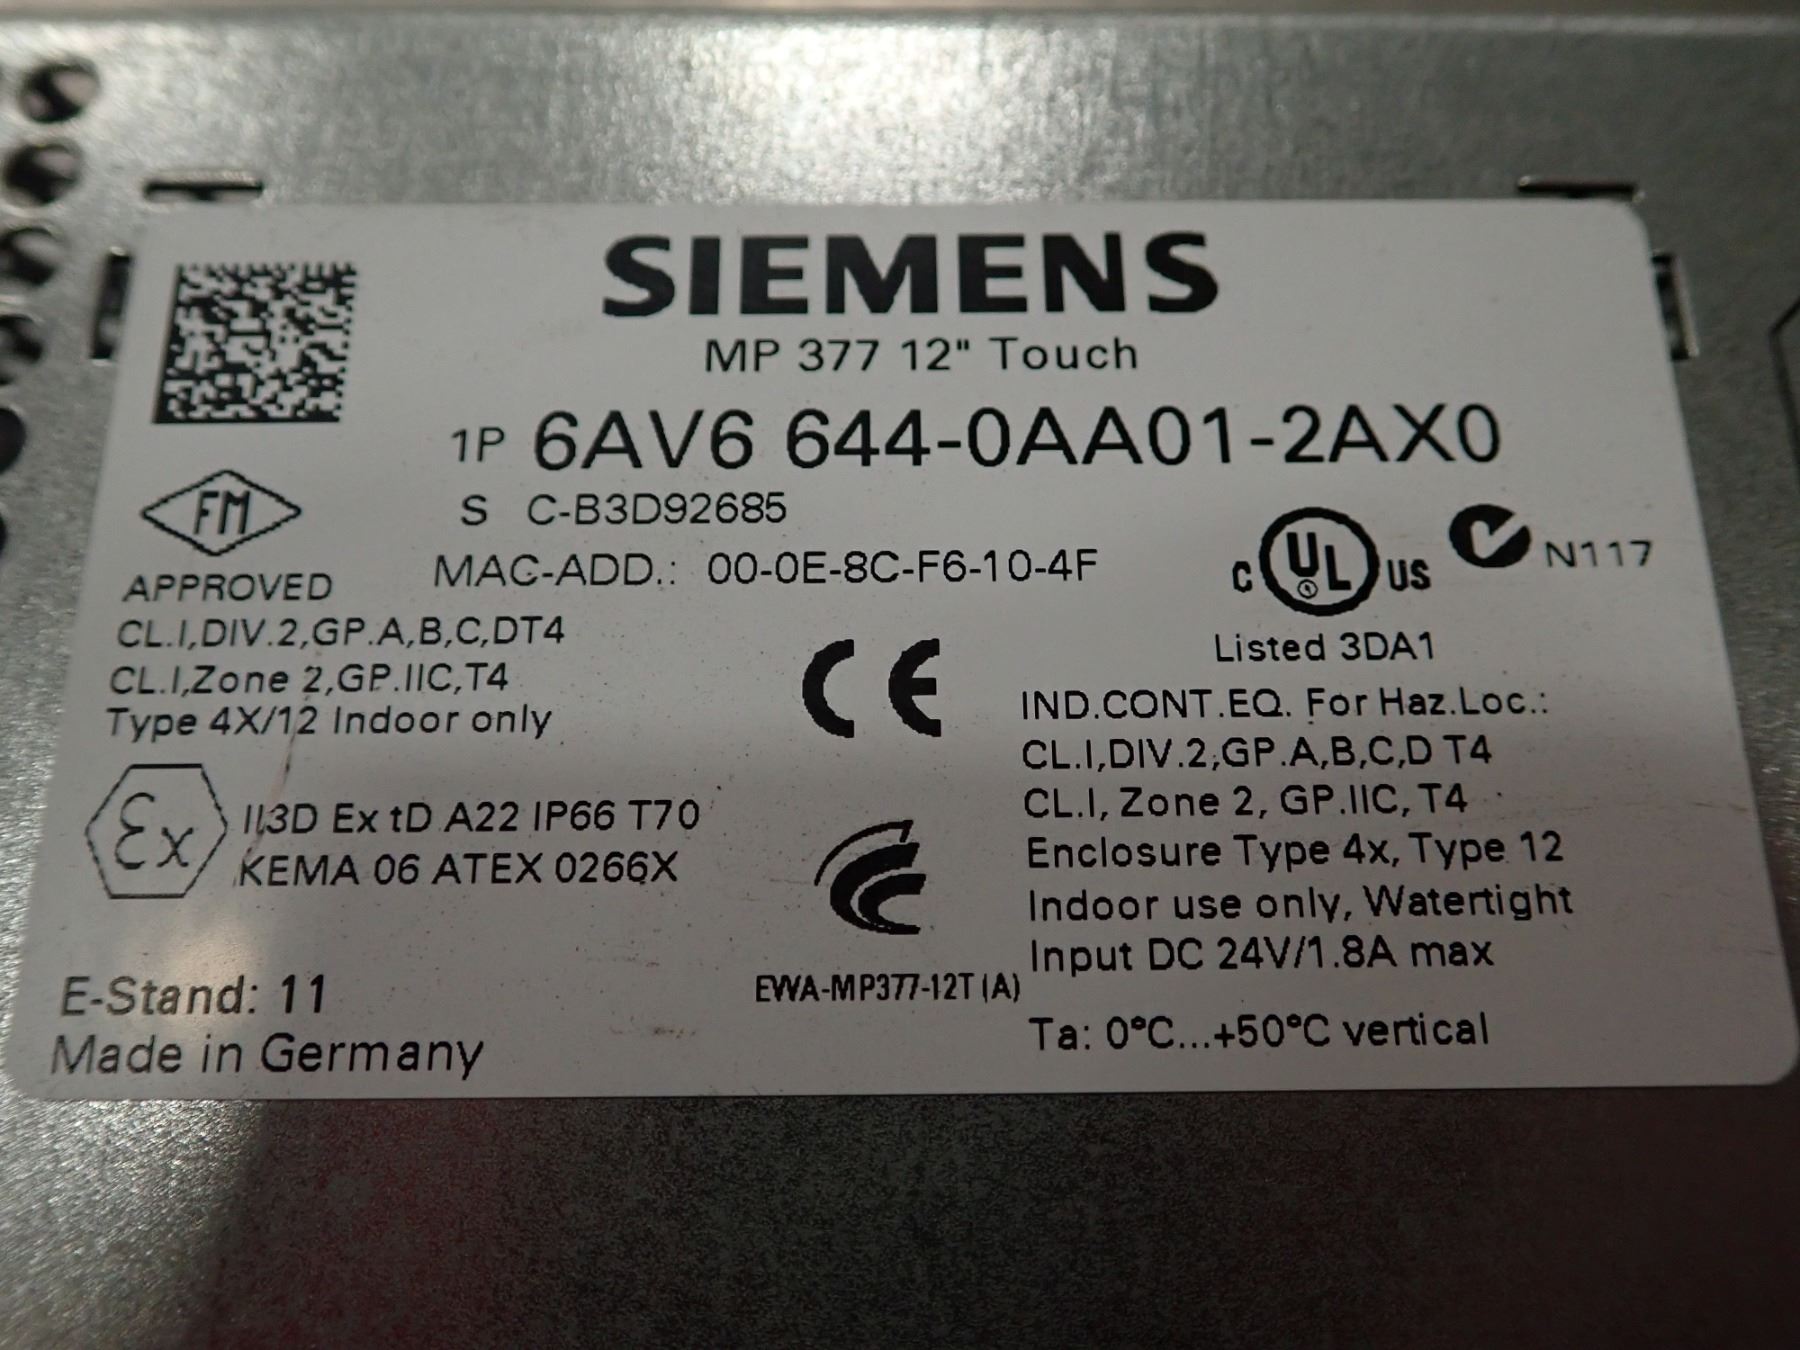 SIEMENS
MP 377 12" Touch
1P 6AV6 644-0AA01-2AX0
S C-B3D92685
MAC-ADD.: 00-0E-8C-F6-10-4F
FM
APPROVED
CL.I,DIV.2,GP.A,B,C,DT4
CL.I,Zone 2,GP.IIC,T4
Type 4X/12 Indoor only
C UL US
N117
Listed 3DA1
IND.CONT.EQ. For Haz.Loc.:
CL.I,DIV.2,GP.A,B,C,D T4
CL.I, Zone 2, GP.IIC, T4
Enclosure Type 4x, Type 12
Indoor use only, Watertight
Input DC 24V/1.8A max
Ta: 0°C...+50°C vertical
CE
Ex
II3D Ex tD A22 IP66 T70
KEMA 06 ATEX 0266X
EWA-MP377-12T (A)
E-Stand: 11
Made in Germany